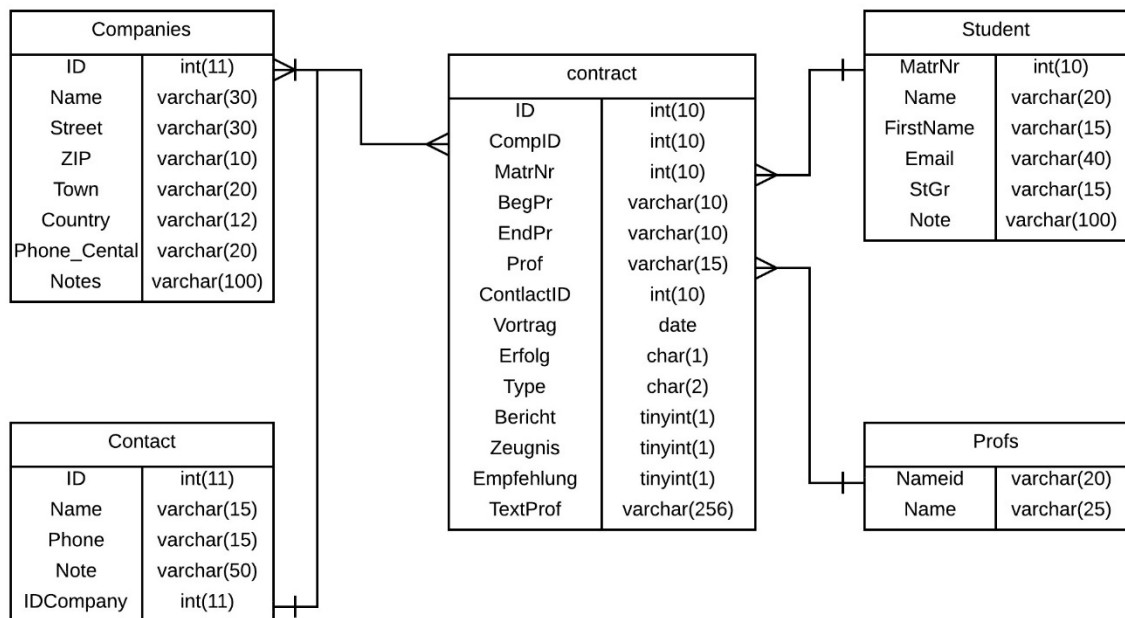 Companies
ID int(11)
Name varchar(30)
Street varchar(30)
ZIP varchar(10)
Town varchar(20)
Country varchar(12)
Phone_Cental varchar(20)
Notes varchar(100)
Contact
ID int(11)
Name varchar(15)
Phone varchar(15)
Note varchar(50)
IDCompany int(11)
contract
ID int(10)
CompID int(10)
MatrNr int(10)
BegPr varchar(10)
EndPr varchar(10)
Prof varchar(15)
ContlactID int(10)
Vortrag date
Erfolg char(1)
Type char(2)
Bericht tinyint(1)
Zeugnis tinyint(1)
Empfehlung tinyint(1)
TextProf varchar(256)
Student
MatrNr int(10)
Name varchar(20)
FirstName varchar(15)
Email varchar(40)
StGr varchar(15)
Note varchar(100)
Profs
Nameid varchar(20)
Name varchar(25)